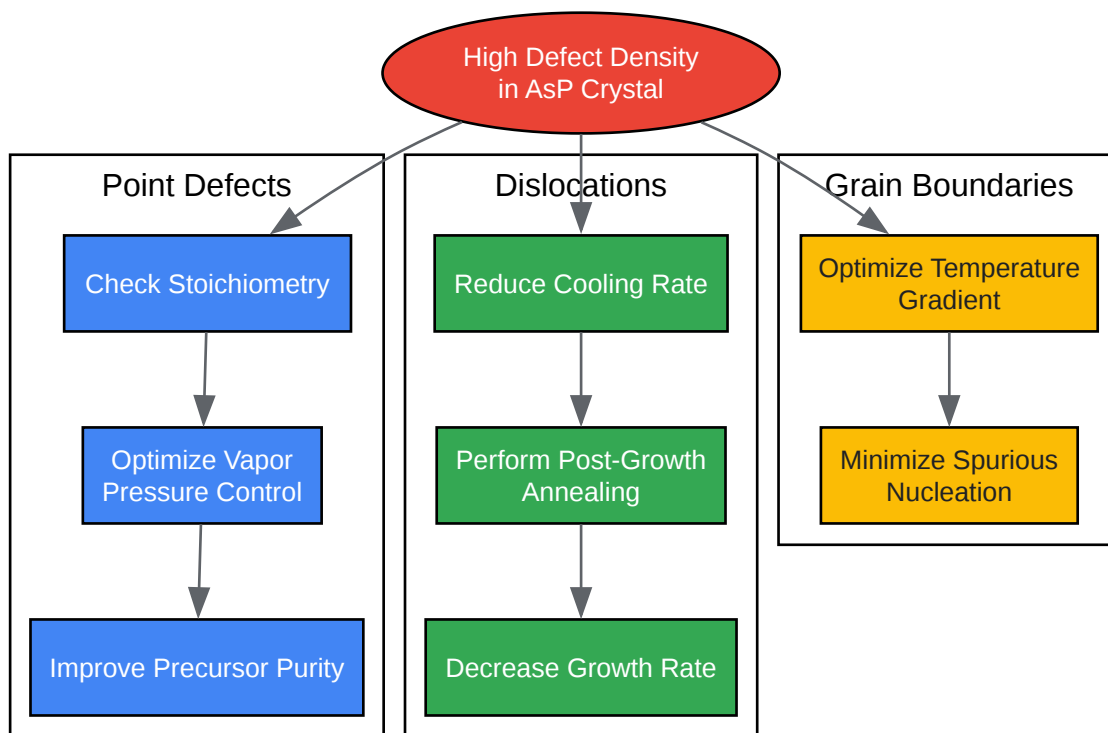 High Defect Density
in AsP Crystal
Point Defects
Dislocations
Grain Boundaries
Check Stoichiometry
Reduce Cooling Rate
Optimize Temperature
Gradient
Optimize Vapor
Pressure Control
Perform Post-Growth
Annealing
Minimize Spurious
Nucleation
Improve Precursor Purity
Decrease Growth Rate